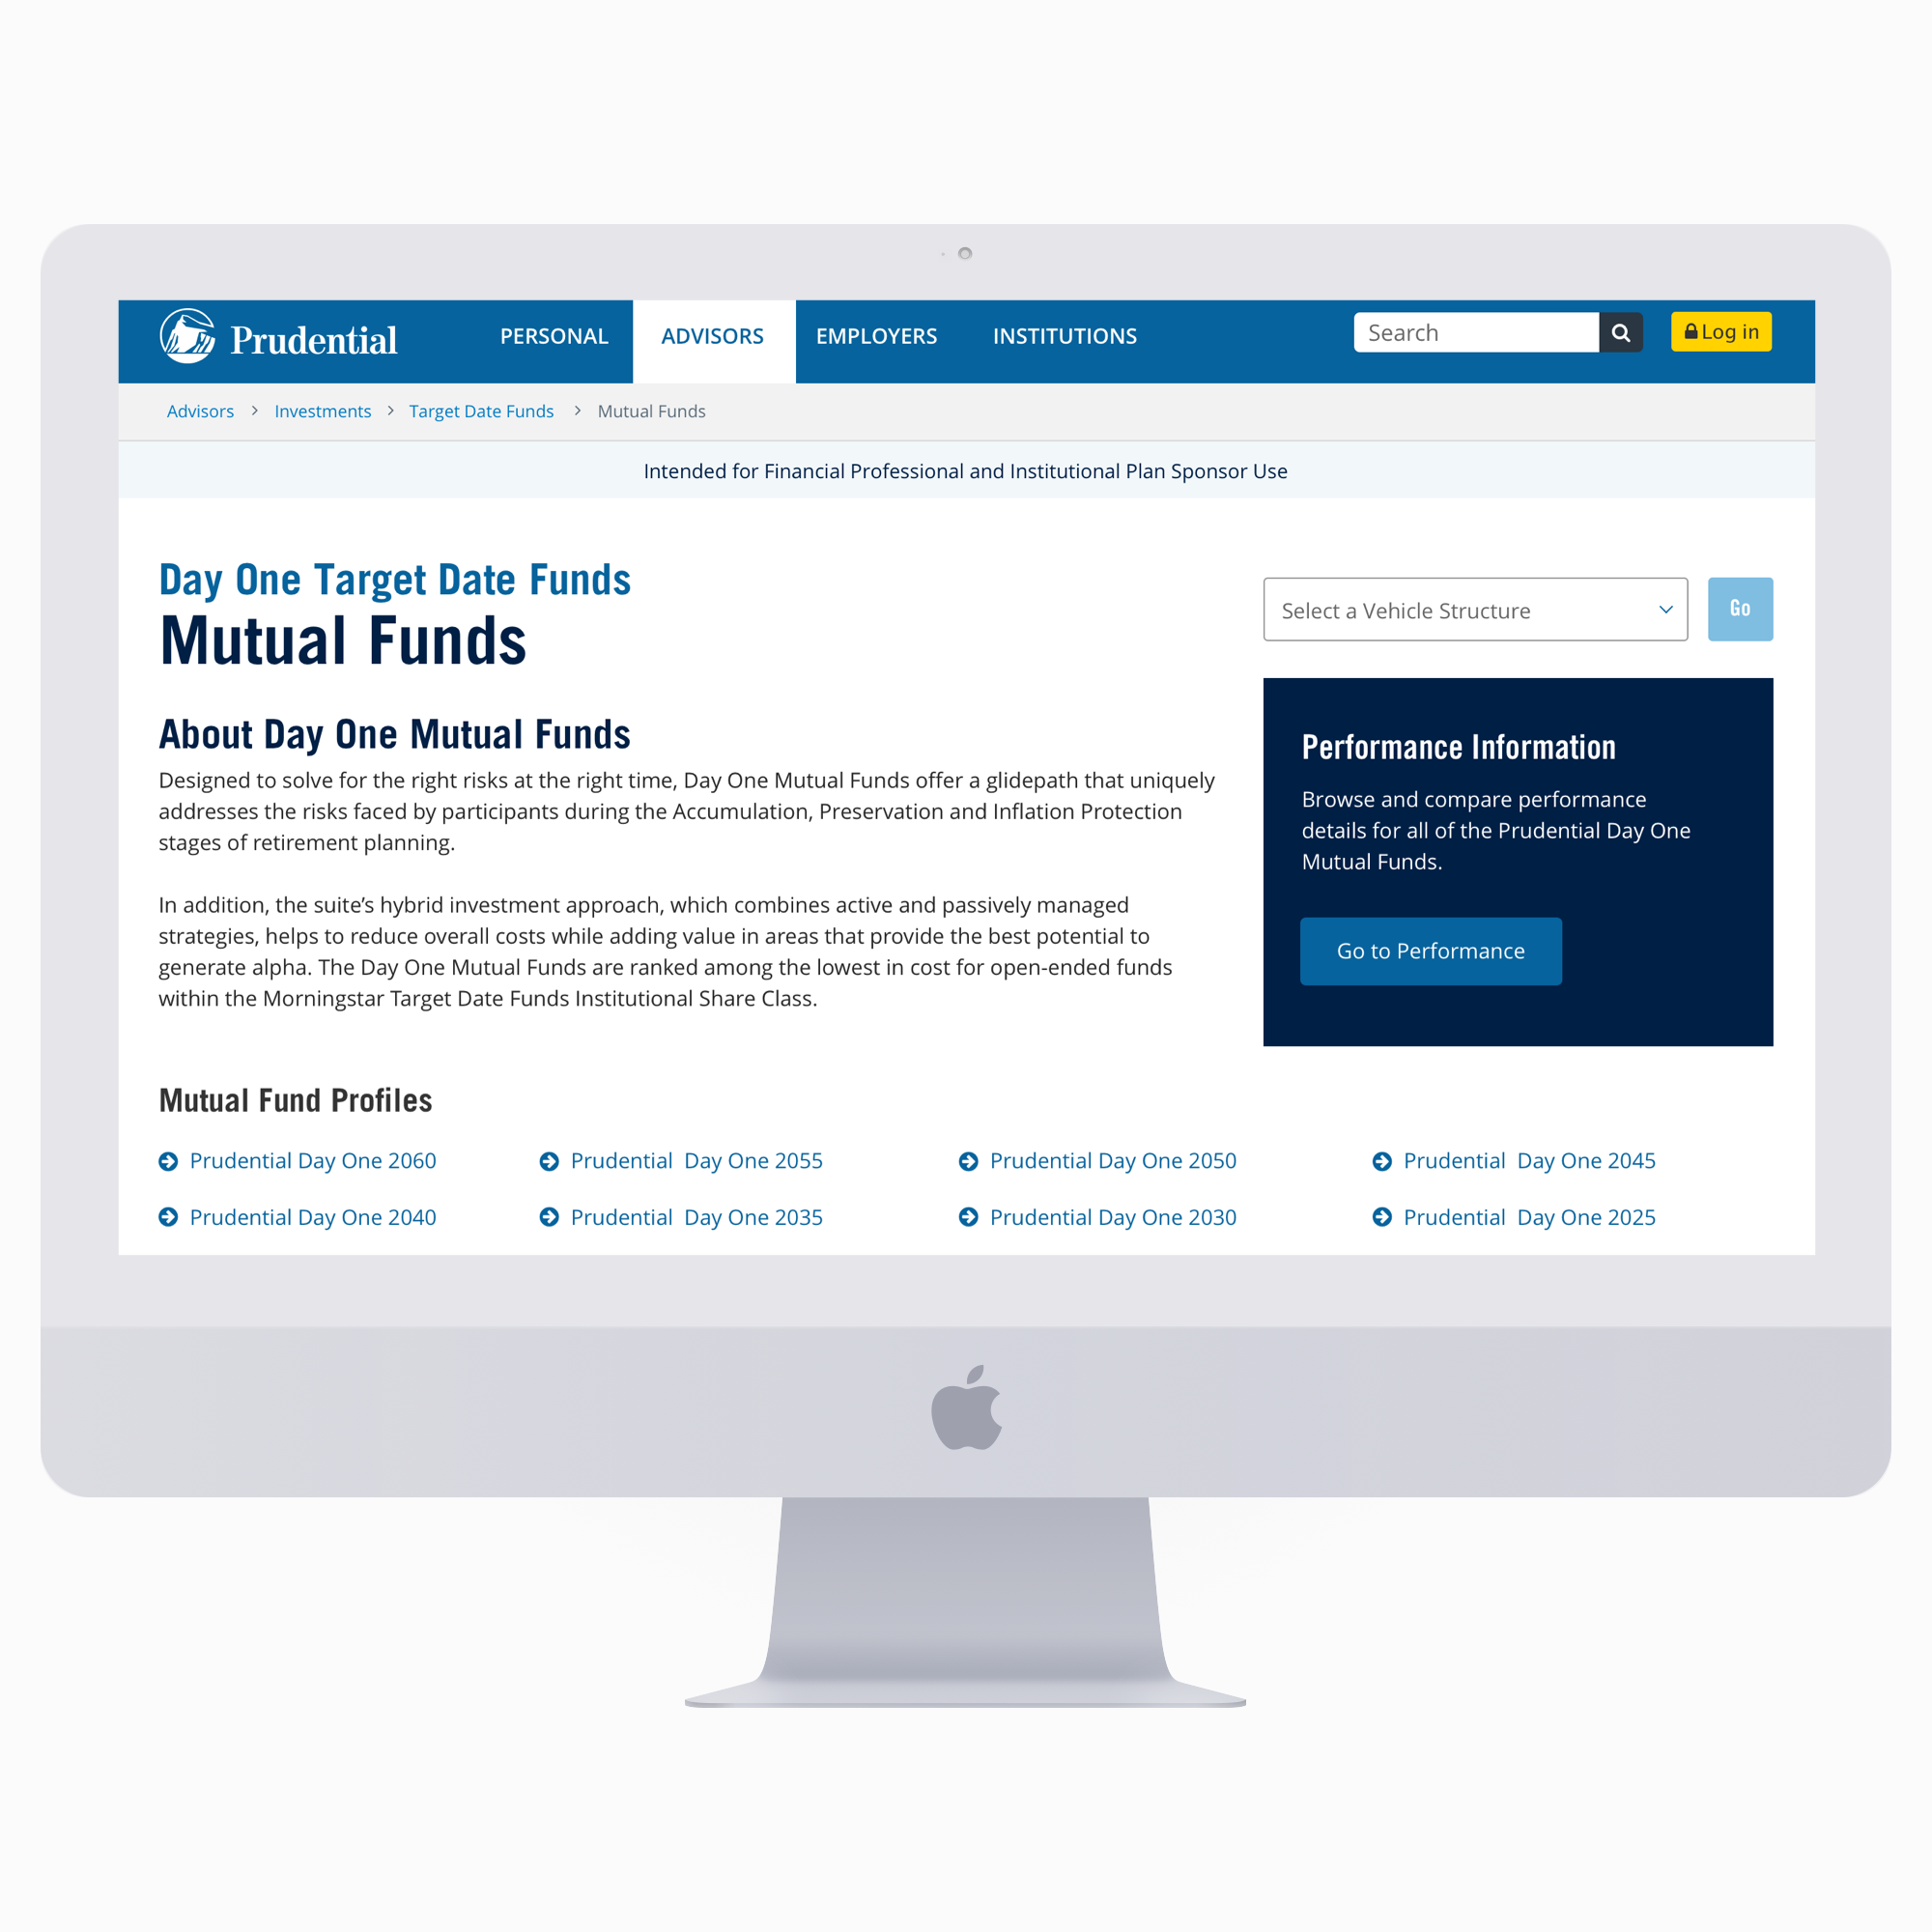 Prudential
PERSONAL
ADVISORS
EMPLOYERS
INSTITUTIONS
Search
Log in
Advisors > Investments > Target Date Funds > Mutual Funds
Intended for Financial Professional and Institutional Plan Sponsor Use
Day One Target Date Funds
Mutual Funds
Select a Vehicle Structure
Go
About Day One Mutual Funds
Designed to solve for the right risks at the right time, Day One Mutual Funds offer a glidepath that uniquely
addresses the risks faced by participants during the Accumulation, Preservation and Inflation Protection
stages of retirement planning.
In addition, the suite’s hybrid investment approach, which combines active and passively managed
strategies, helps to reduce overall costs while adding value in areas that provide the best potential to
generate alpha. The Day One Mutual Funds are ranked among the lowest in cost for open-ended funds
within the Morningstar Target Date Funds Institutional Share Class.
Performance Information
Browse and compare performance
details for all of the Prudential Day One
Mutual Funds.
Go to Performance
Mutual Fund Profiles
Prudential Day One 2060
Prudential Day One 2055
Prudential Day One 2050
Prudential Day One 2045
Prudential Day One 2040
Prudential Day One 2035
Prudential Day One 2030
Prudential Day One 2025